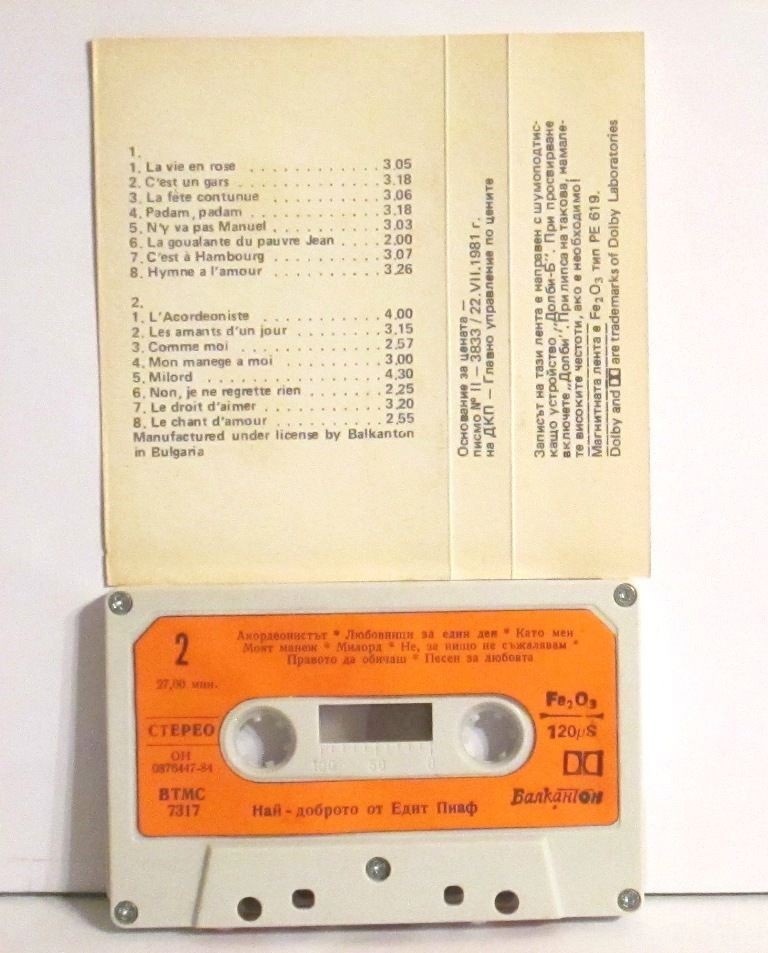 1.
1. La vie en rose . . . . . . . . . . . . 3,05
2. C'est un gars . . . . . . . . . . . . 3,18
3. La fète contunue . . . . . . . . . . 3,06
4. Padam, padam . . . . . . . . . . . 3,18
5. N'y va pas Manuel . . . . . . . . . 3,03
6. La goualante du pauvre Jean . . . . 2,00
7. C'est à Hambourg . . . . . . . . . 3,07
8. Hymne a l'amour . . . . . . . . . . 3,26
2.
1. L'Acordeoniste . . . . . . . . . . . 4,00
2. Les amants d'un jour . . . . . . . . 3,15
3. Comme moi . . . . . . . . . . . . 2,57
4. Mon manege a moi . . . . . . . . . 3,00
5. Milord . . . . . . . . . . . . . . 4,30
6. Non, je ne regrette rien . . . . . . 2,25
7. Le droit d'aimer . . . . . . . . . . 3,20
8. Le chant d'amour . . . . . . . . . 2,55
Manufactured under license by Balkanton
in Bulgaria
Основание за цената —
писмо № II — 3833 / 22.VII.1981 г.
на ДКП — Главно управление по цените
Записът на тази лента е направен с шумоподтис-
кащо устройство „Долби-Б". При просвирване
включете „Долби". При липса на такова, намале-
те високите честоти, ако е необходимо!
Магнитната лента е Fe2O3 тип PE 619.
Dolby and are trademarks of Dolby Laboratories
2
Акордеонистът * Любовници за един ден * Като мен
Моят манеж * Милорд * Не, за нищо не съжалявам *
Правото да обичаш * Песен за любовта
27,00 мин.
СТЕРЕО
ОН
0876447-84
ВТМС
7317
Fe2O3
120µS
Балкантон
100 50 0
Най-доброто от Едит Пиаф